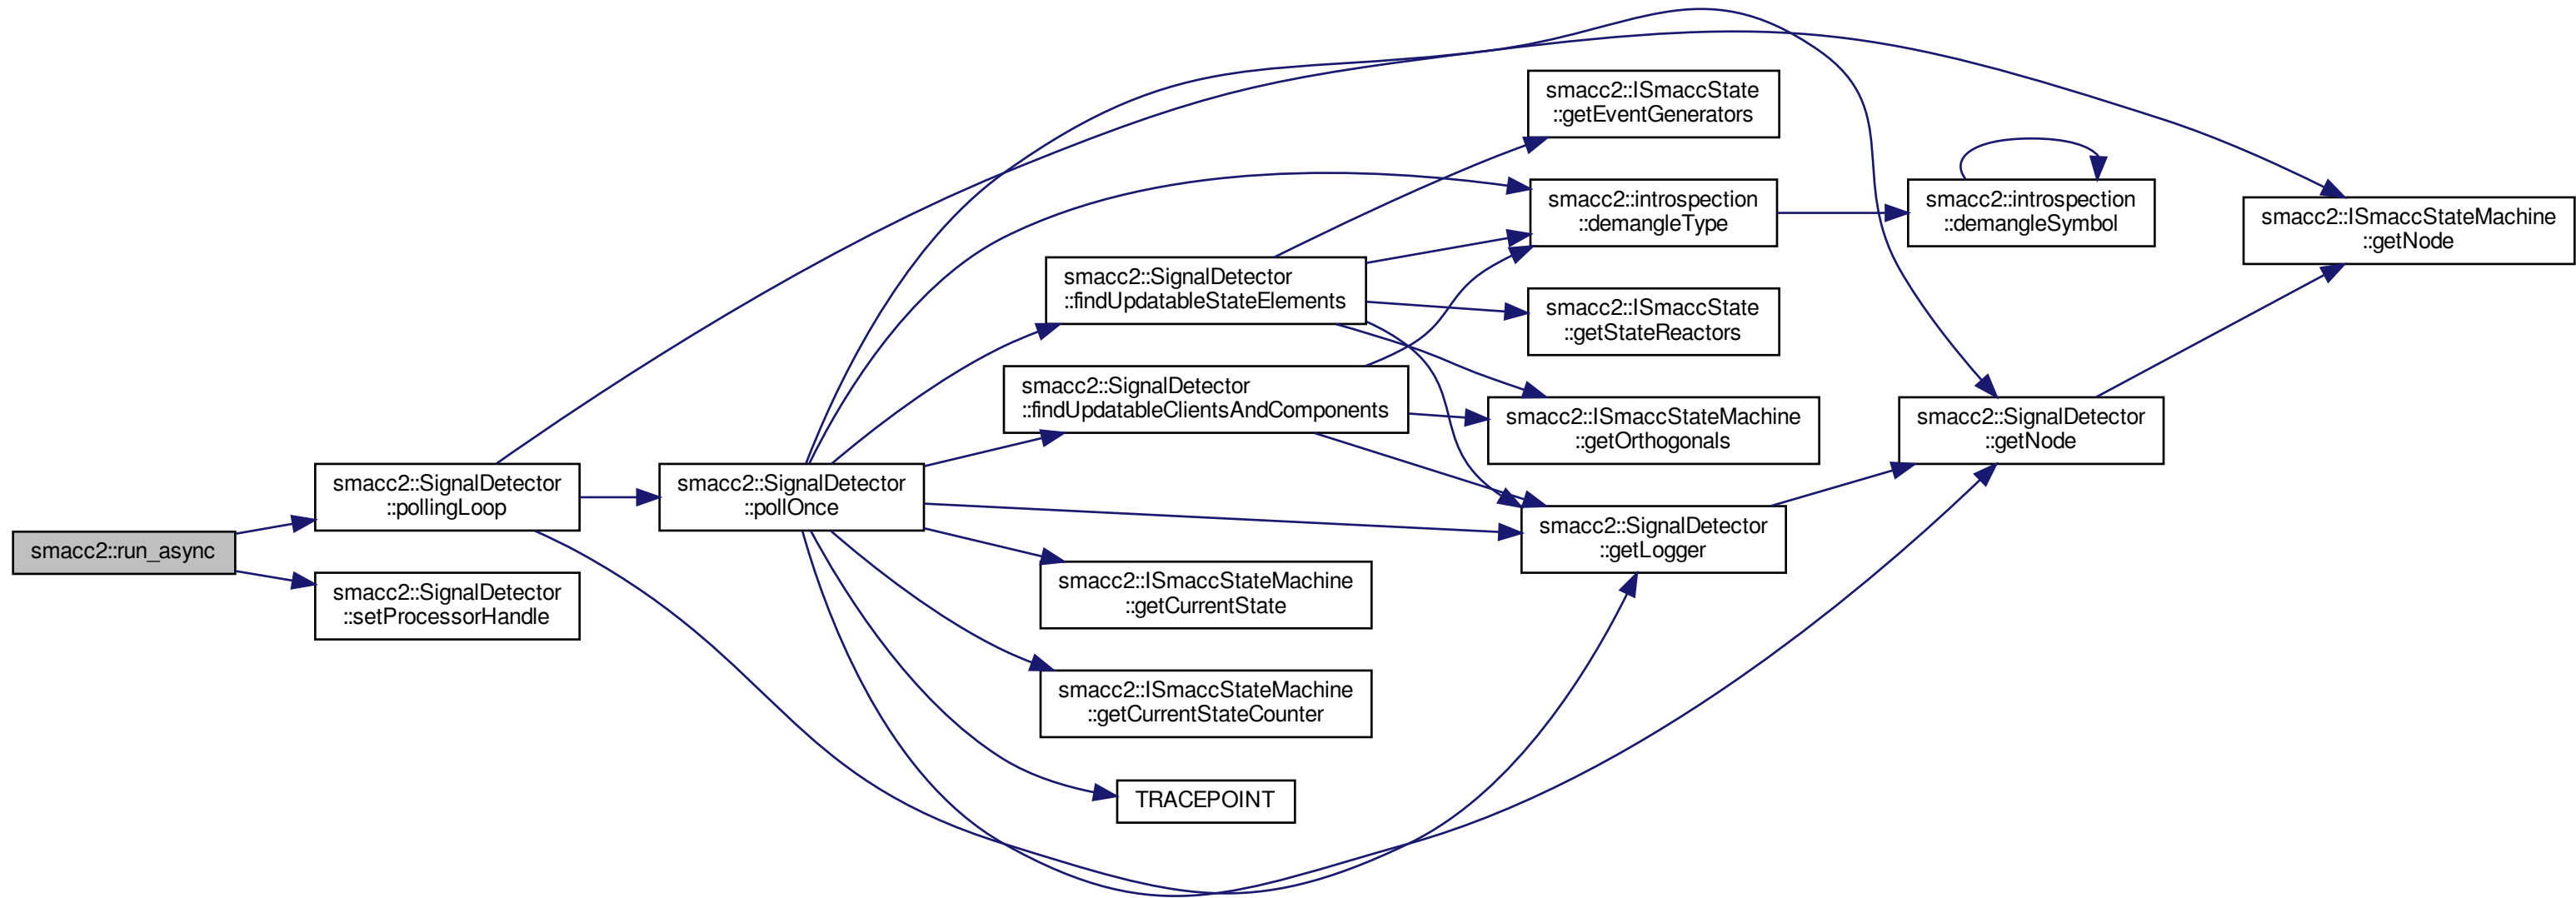 smacc2::run_async
smacc2::SignalDetector
::pollingLoop
smacc2::SignalDetector
::setProcessorHandle
smacc2::SignalDetector
::pollOnce
smacc2::SignalDetector
::findUpdatableStateElements
smacc2::SignalDetector
::findUpdatableClientsAndComponents
smacc2::ISmaccStateMachine
::getCurrentState
smacc2::ISmaccStateMachine
::getCurrentStateCounter
TRACEPOINT
smacc2::ISmaccState
::getEventGenerators
smacc2::introspection
::demangleType
smacc2::ISmaccState
::getStateReactors
smacc2::ISmaccStateMachine
::getOrthogonals
smacc2::SignalDetector
::getLogger
smacc2::introspection
::demangleSymbol
smacc2::SignalDetector
::getNode
smacc2::ISmaccStateMachine
::getNode